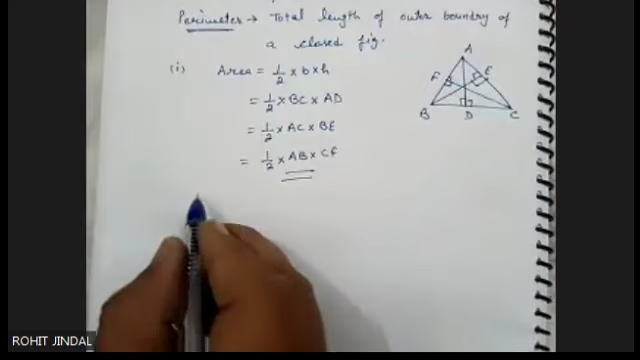 Perimeter → Total length of outer boundry of
a closed fig.
(i) Area = 1/2 × b × h
= 1/2 × BC × AD
= 1/2 × AC × BE
= 1/2 × AB × CF
A
F
E
B
D
C
ROHIT JINDAL